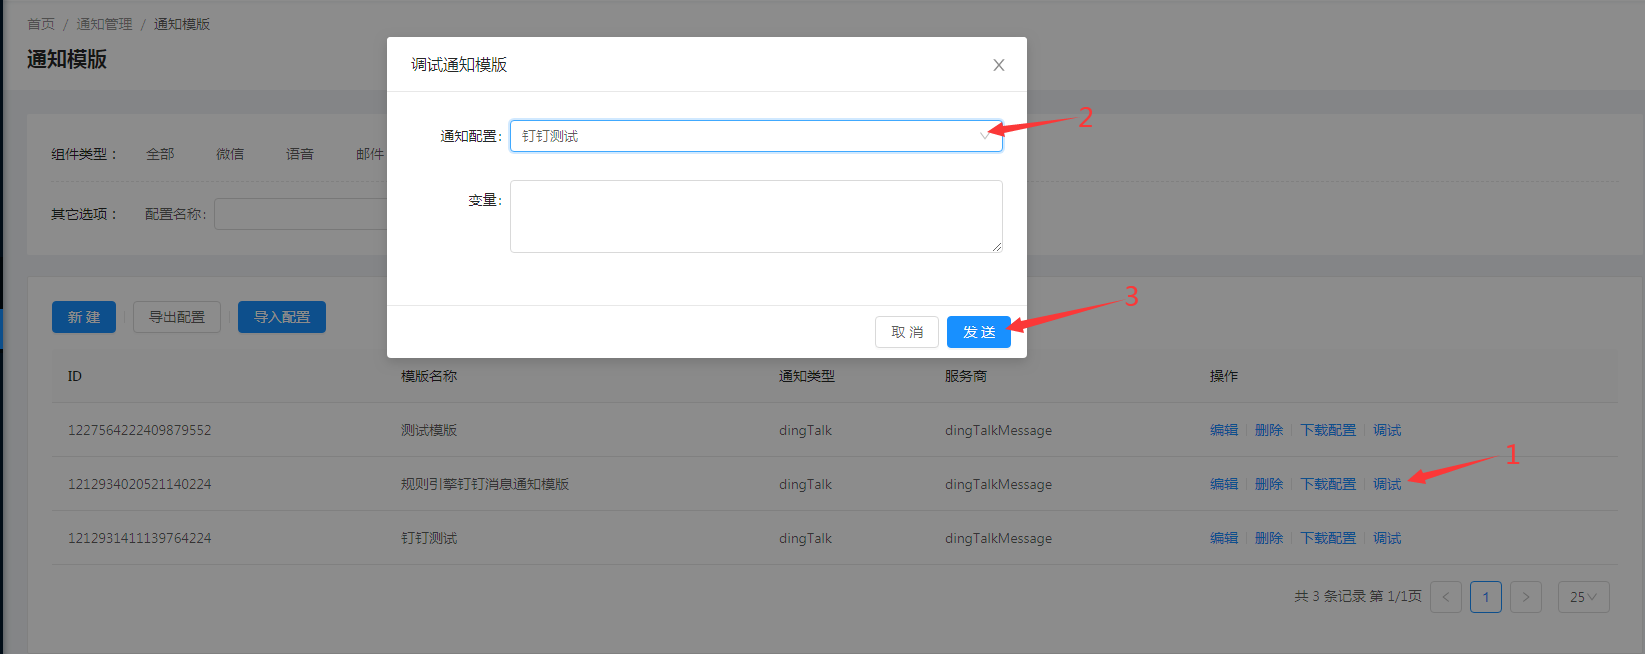 首页 / 通知管理 / 通知模版
通知模版
调试通知模版
通知配置: 钉钉测试
2
组件类型： 全部 微信 语音 邮件
变量:
其它选项： 配置名称:
3
新 建 导出配置 导入配置
取 消 发 送
ID 模版名称 通知类型 服务商 操作
1227564222409879552 测试模版 dingTalk dingTalkMessage 编辑 删除 下载配置 调试
1
1212934020521140224 规则引擎钉钉消息通知模版 dingTalk dingTalkMessage 编辑 删除 下载配置 调试
1212931411139764224 钉钉测试 dingTalk dingTalkMessage 编辑 删除 下载配置 调试
共 3 条记录 第 1/1页 < 1 > 25